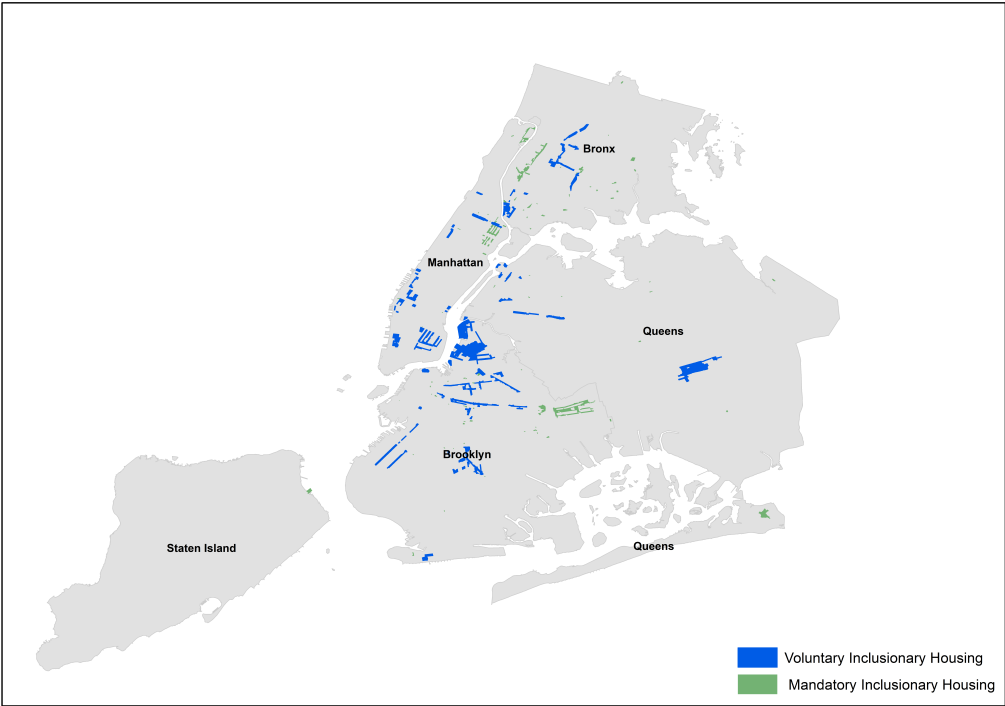 Bronx
Manhattan
Queens
Brooklyn
Staten Island
Queens
Voluntary Inclusionary Housing
Mandatory Inclusionary Housing